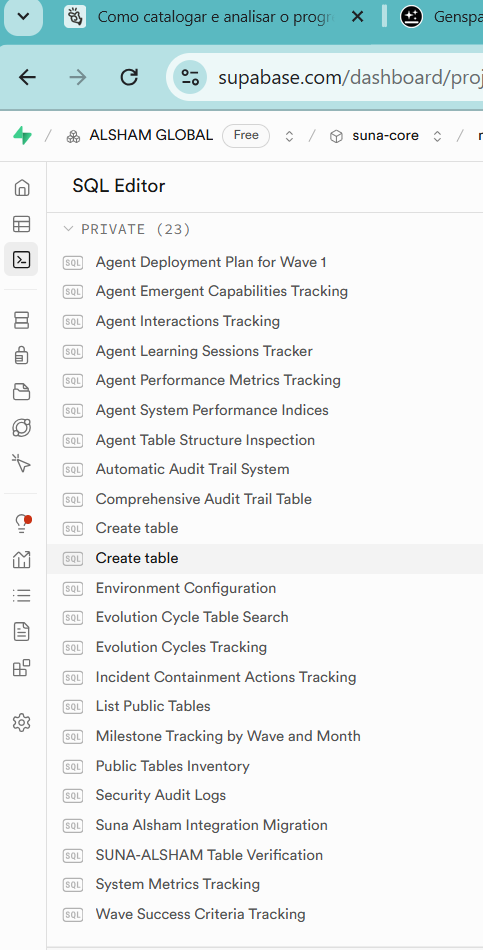 Como catalogar e analisar o progr
Genspa
supabase.com/dashboard/proj
/ ALSHAM GLOBAL Free / suna-core /
SQL Editor
PRIVATE (23)
SQL Agent Deployment Plan for Wave 1
SQL Agent Emergent Capabilities Tracking
SQL Agent Interactions Tracking
SQL Agent Learning Sessions Tracker
SQL Agent Performance Metrics Tracking
SQL Agent System Performance Indices
SQL Agent Table Structure Inspection
SQL Automatic Audit Trail System
SQL Comprehensive Audit Trail Table
SQL Create table
SQL Create table
SQL Environment Configuration
SQL Evolution Cycle Table Search
SQL Evolution Cycles Tracking
SQL Incident Containment Actions Tracking
SQL List Public Tables
SQL Milestone Tracking by Wave and Month
SQL Public Tables Inventory
SQL Security Audit Logs
SQL Suna Alsham Integration Migration
SQL SUNA-ALSHAM Table Verification
SQL System Metrics Tracking
SQL Wave Success Criteria Tracking